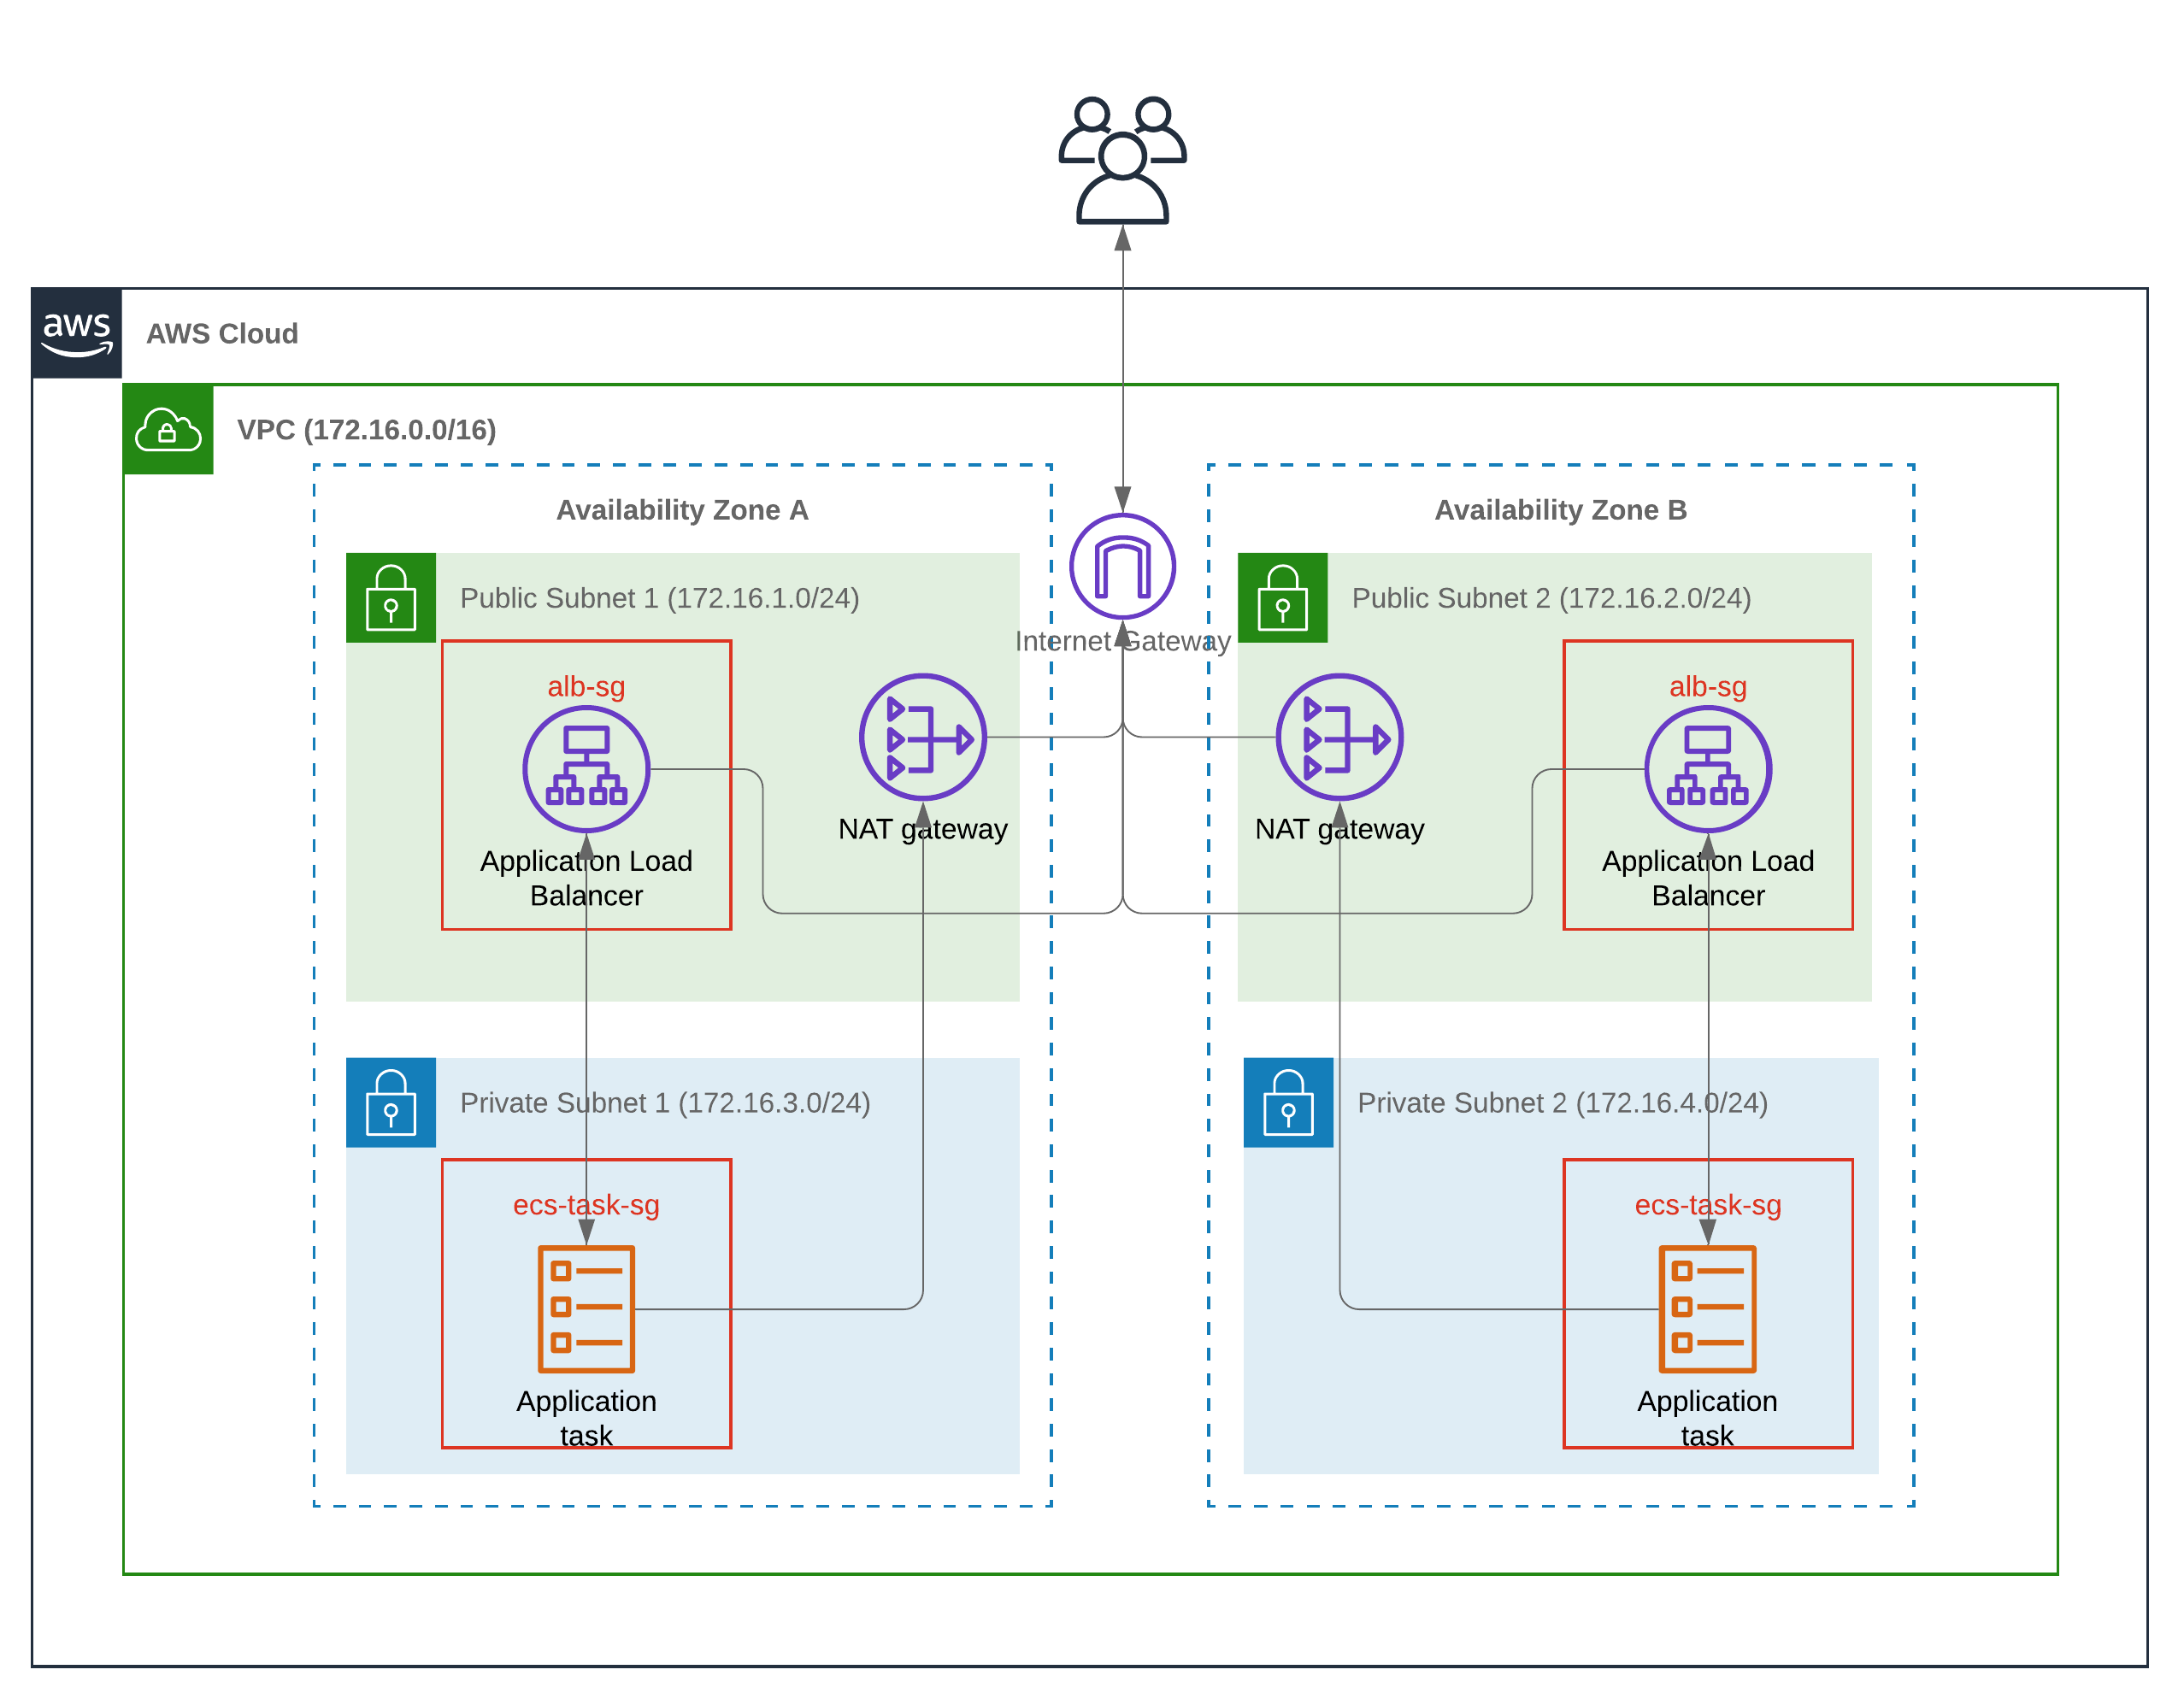 aws
AWS Cloud
VPC (172.16.0.0/16)
Availability Zone A
Availability Zone B
Public Subnet 1 (172.16.1.0/24)
Public Subnet 2 (172.16.2.0/24)
Internet Gateway
alb-sg
alb-sg
NAT gateway
NAT gateway
Application Load
Balancer
Application Load
Balancer
Private Subnet 1 (172.16.3.0/24)
Private Subnet 2 (172.16.4.0/24)
ecs-task-sg
ecs-task-sg
Application
task
Application
task